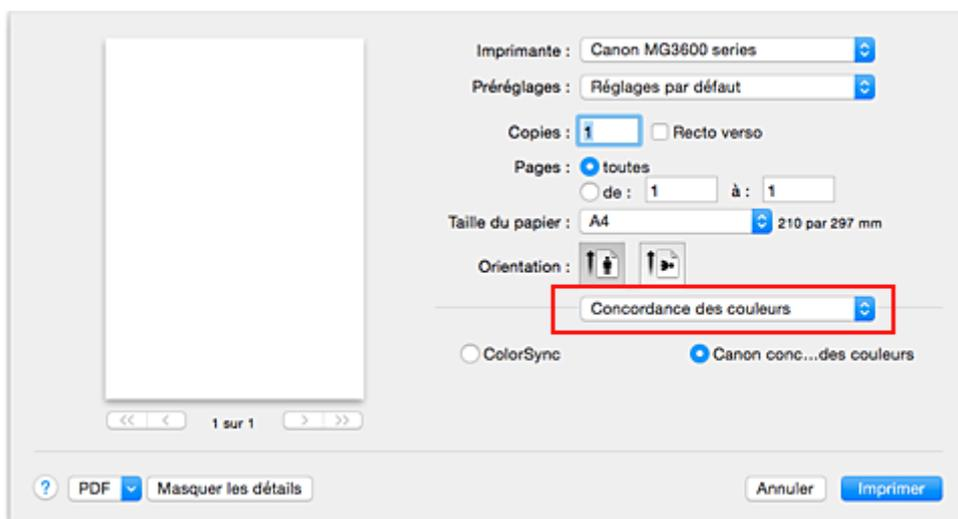 Imprimante : Canon MG3600 series
Préréglages : Réglages par défaut
Copies : 1 Recto verso
Pages : toutes
de : 1 à : 1
Taille du papier : A4 210 par 297 mm
Orientation :
Concordance des couleurs
ColorSync Canon conc...des couleurs
<< < 1 sur 1 > >>
? PDF Masquer les détails Annuler Imprimer